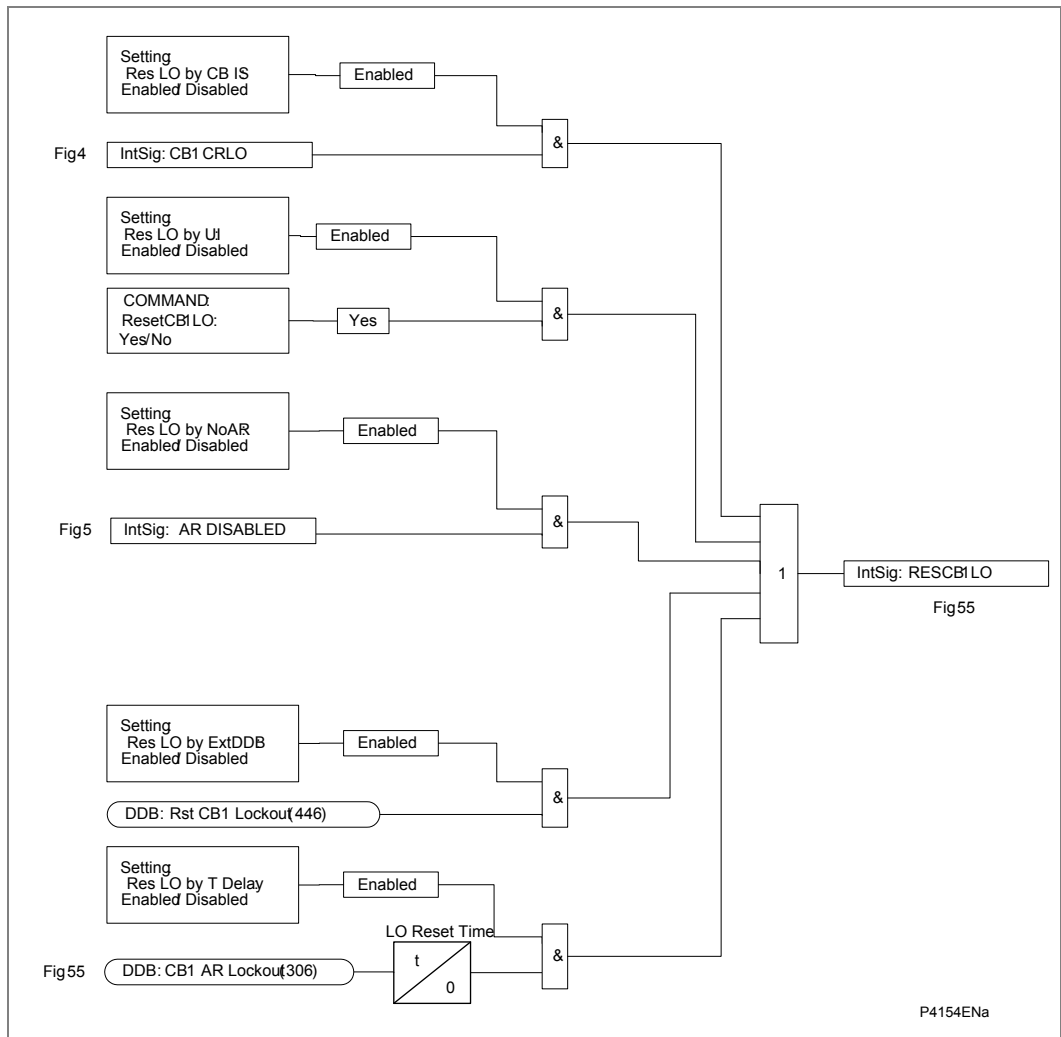 Setting:
Res LO by CB IS
Enabled/ Disabled
Enabled
&
Fig4
IntSig: CB1 CRLO
Setting:
Res LO by UI:
Enabled/ Disabled
Enabled
COMMAND:
ResetCB1LO:
Yes/No
Yes
&
Setting:
Res LO by NoAR:
Enabled/ Disabled
Enabled
&
Fig5
IntSig: AR DISABLED
1
IntSig: RESCB1LO
Fig55
Setting:
Res LO by ExtDDB:
Enabled/ Disabled
Enabled
&
DDB: Rst CB1 Lockout(446)
Setting:
Res LO by T Delay
Enabled/ Disabled
Enabled
LO Reset Time
&
Fig55
DDB: CB1 AR Lockout(306)
t
0
P4154ENa